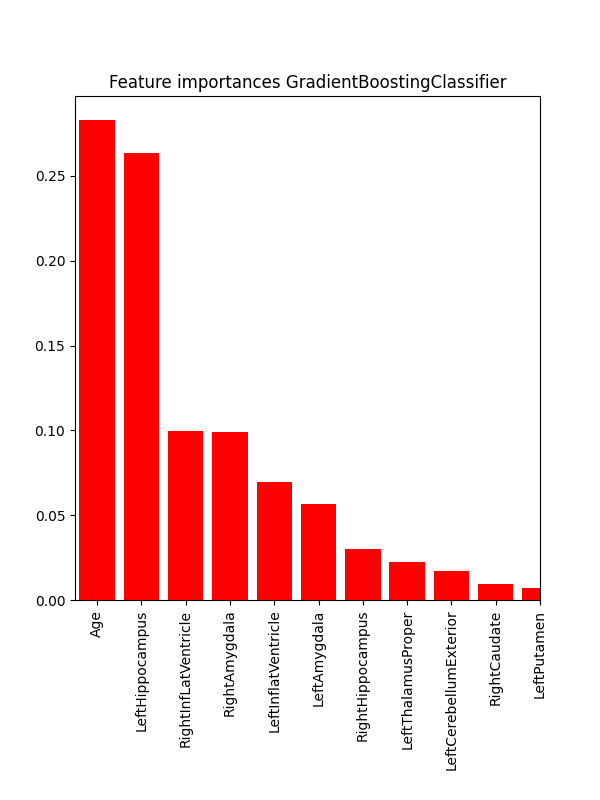 Feature importances GradientBoostingClassifier
0.25
0.20
0.15
0.10
0.05
0.00
Age
LeftHippocampus
RightInfLatVentricle
RightAmygdala
LeftInflatVentricle
LeftAmygdala
RightHippocampus
LeftThalamusProper
LeftCerebellumExterior
RightCaudate
LeftPutamen